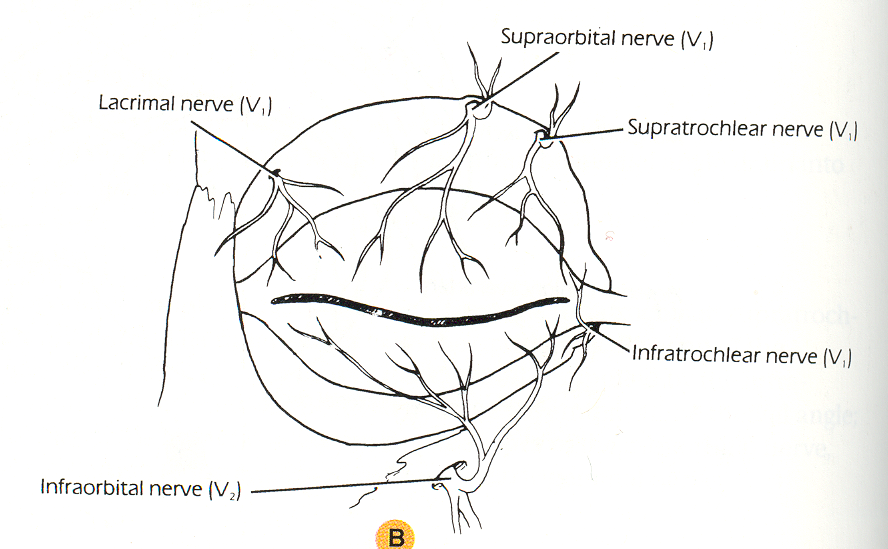 Supraorbital nerve (V₁)
Lacrimal nerve (V₁)
Supratrochlear nerve (V₁)
Infratrochlear nerve (V₁)
Infraorbital nerve (V₂)
B